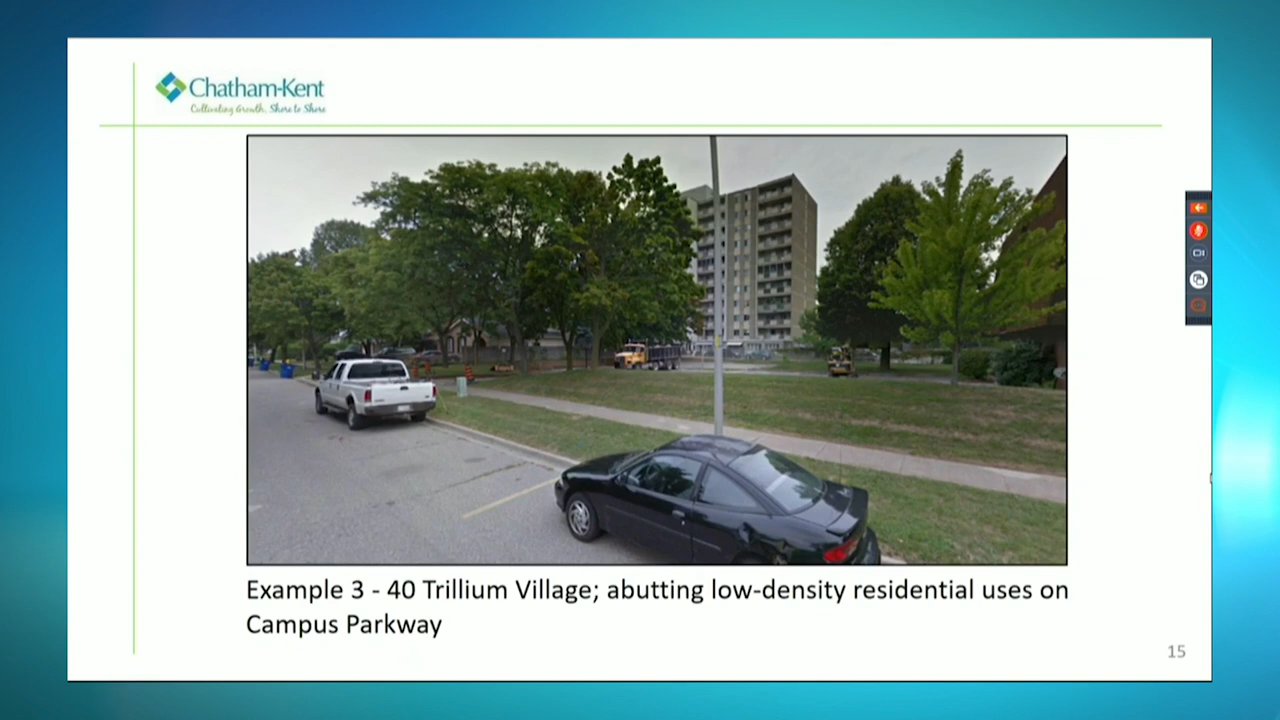 Chatham-Kent
Cultivating Growth, Shore to Shore
Example 3 - 40 Trillium Village; abutting low-density residential uses on
Campus Parkway
15